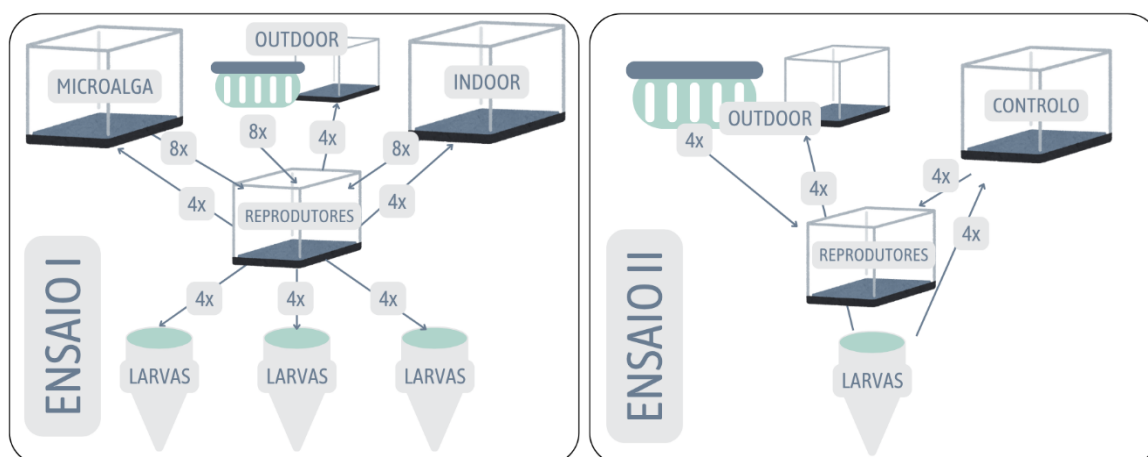 OUTDOOR
MICROALGA
INDOOR
8x
8x
4x
8x
4x
4x
REPRODUTORES
4x
4x
4x
LARVAS
LARVAS
LARVAS
ENSAIO I
OUTDOOR
CONTROLO
4x
4x
4x
4x
REPRODUTORES
LARVAS
ENSAIO II